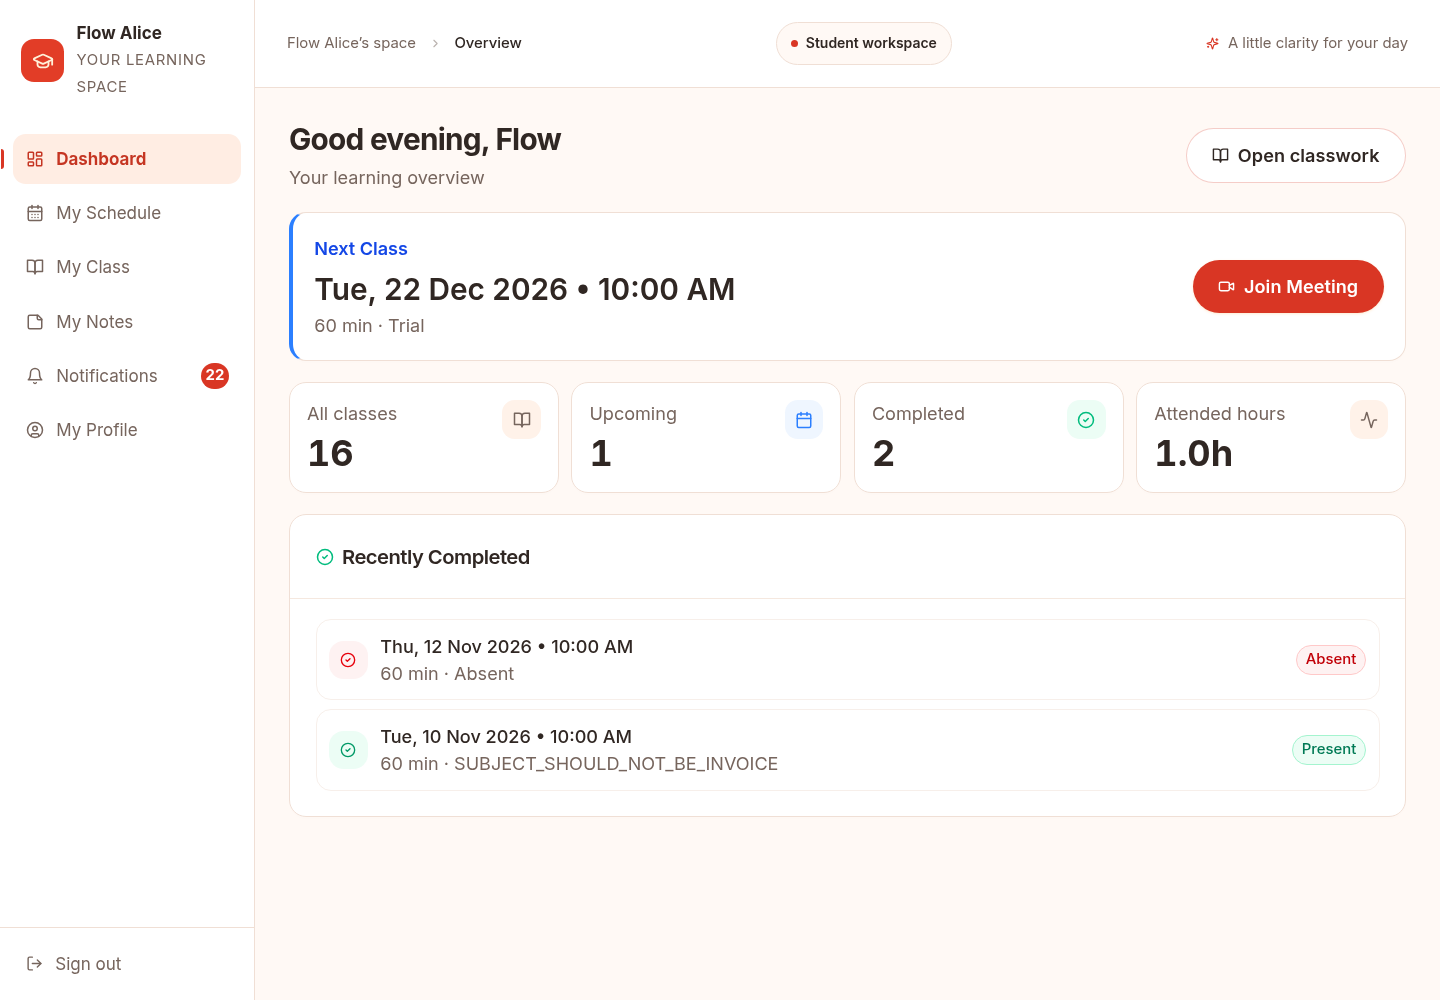 Flow Alice
YOUR LEARNING
SPACE
Dashboard
My Schedule
My Class
My Notes
Notifications 22
My Profile
Sign out
Flow Alice's space > Overview
Student workspace
A little clarity for your day
Good evening, Flow
Your learning overview
Open classwork
Next Class
Tue, 22 Dec 2026 • 10:00 AM
60 min · Trial
Join Meeting
All classes
16
Upcoming
1
Completed
2
Attended hours
1.0h
Recently Completed
Thu, 12 Nov 2026 • 10:00 AM
60 min · Absent
Absent
Tue, 10 Nov 2026 • 10:00 AM
60 min · SUBJECT_SHOULD_NOT_BE_INVOICE
Present